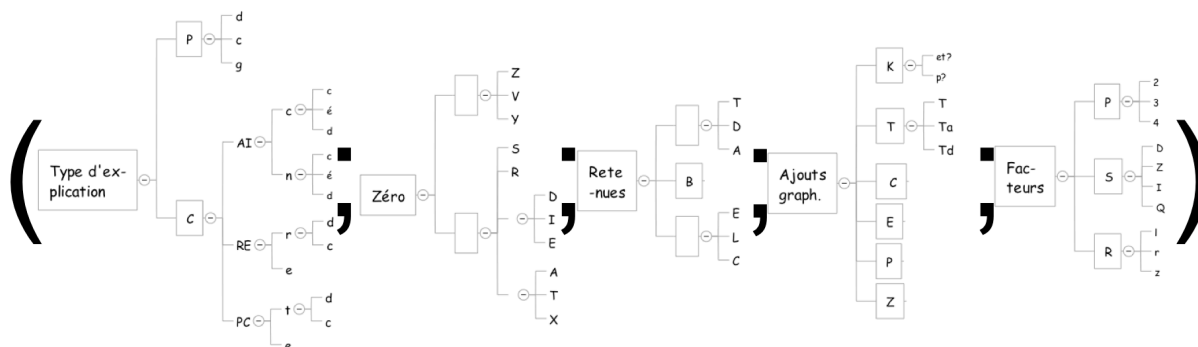 (
Type d'ex-
plication
P
d
c
g
C
AI
c
c
é
d
n
c
é
d
RE
r
d
c
e
PC
t
d
c
e
;
Zéro
Z
V
Y
S
R
D
I
E
A
T
X
;
Rete
-nues
T
D
A
B
E
L
C
;
Ajouts
graph.
K
et?
p?
T
T
Ta
Td
C
E
P
Z
;
Fac-
teurs
P
2
3
4
S
D
Z
I
Q
R
l
r
z
)